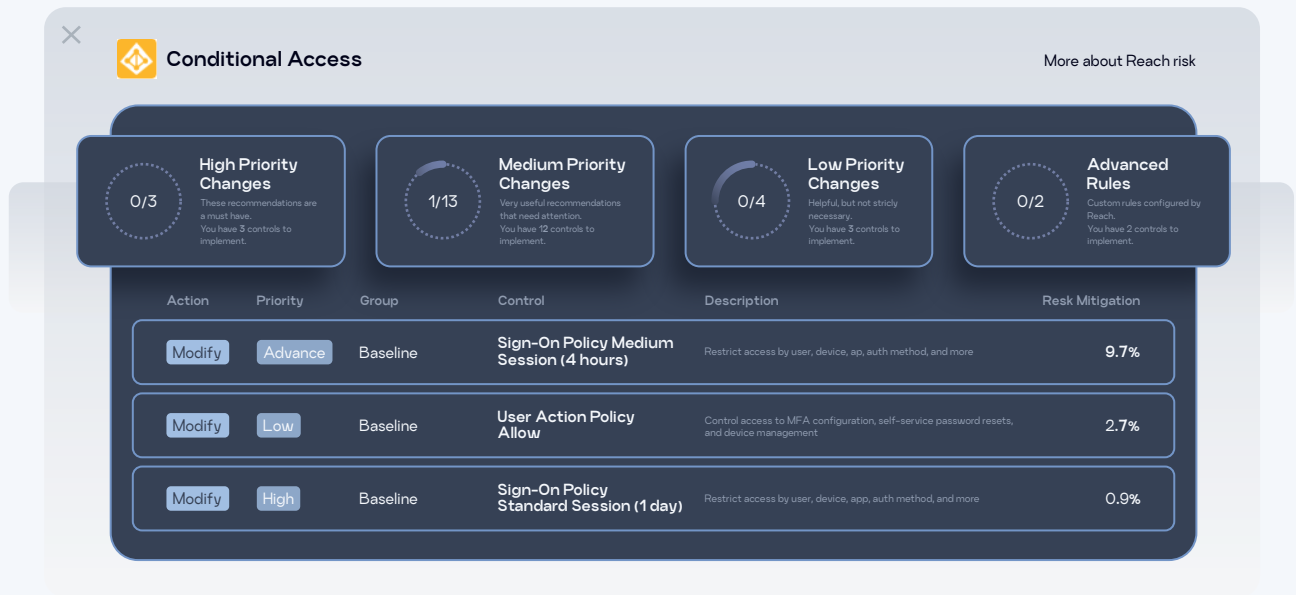 Conditional Access
More about Reach risk
0/3
High Priority
Changes
These recommendations are
a must have.
You have 3 controls to
implement.
1/13
Medium Priority
Changes
Very useful recommendations
that need attention.
You have 12 controls to
implement.
0/4
Low Priority
Changes
Helpful, but not stricly
necessary.
You have 3 controls to
implement.
0/2
Advanced
Rules
Custom rules configured by
Reach.
You have 2 controls to
implement.
Action Priority Group Control Description Resk Mitigation
Modify Advance Baseline Sign-On Policy Medium
Session (4 hours) Restrict access by user, device, ap, auth method, and more 9.7%
Modify Low Baseline User Action Policy
Allow Control access to MFA configuration, self-service password resets,
and device management 2.7%
Modify High Baseline Sign-On Policy
Standard Session (1 day) Restrict access by user, device, app, auth method, and more 0.9%